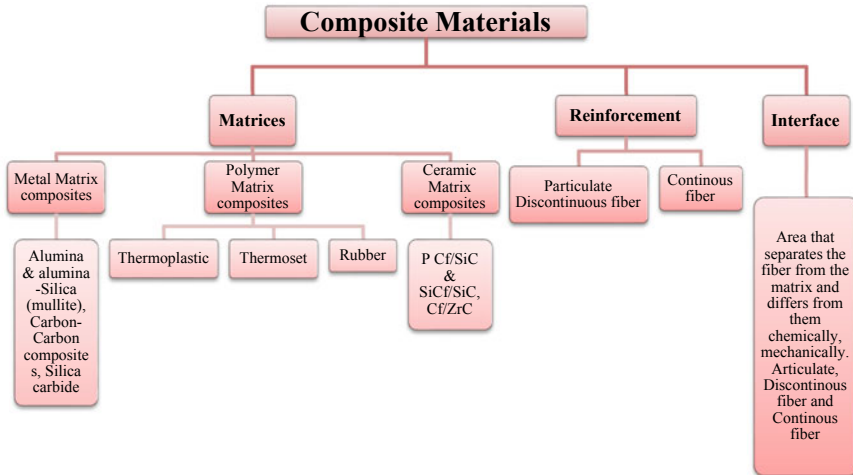 Composite Materials
Matrices
Reinforcement
Interface
Metal Matrix
composites
Polymer
Matrix
composites
Ceramic
Matrix
composites
Particulate
Discontinuous fiber
Continous
fiber
Alumina
& alumina
-Silica
(mullite),
Carbon-
Carbon
composite
s, Silica
carbide
Thermoplastic
Thermoset
Rubber
P Cf/SiC
&
SiCf/SiC,
Cf/ZrC
Area that
separates the
fiber from the
matrix and
differs from
them
chemically,
mechanically.
Articulate,
Discontinous
fiber and
Continous
fiber